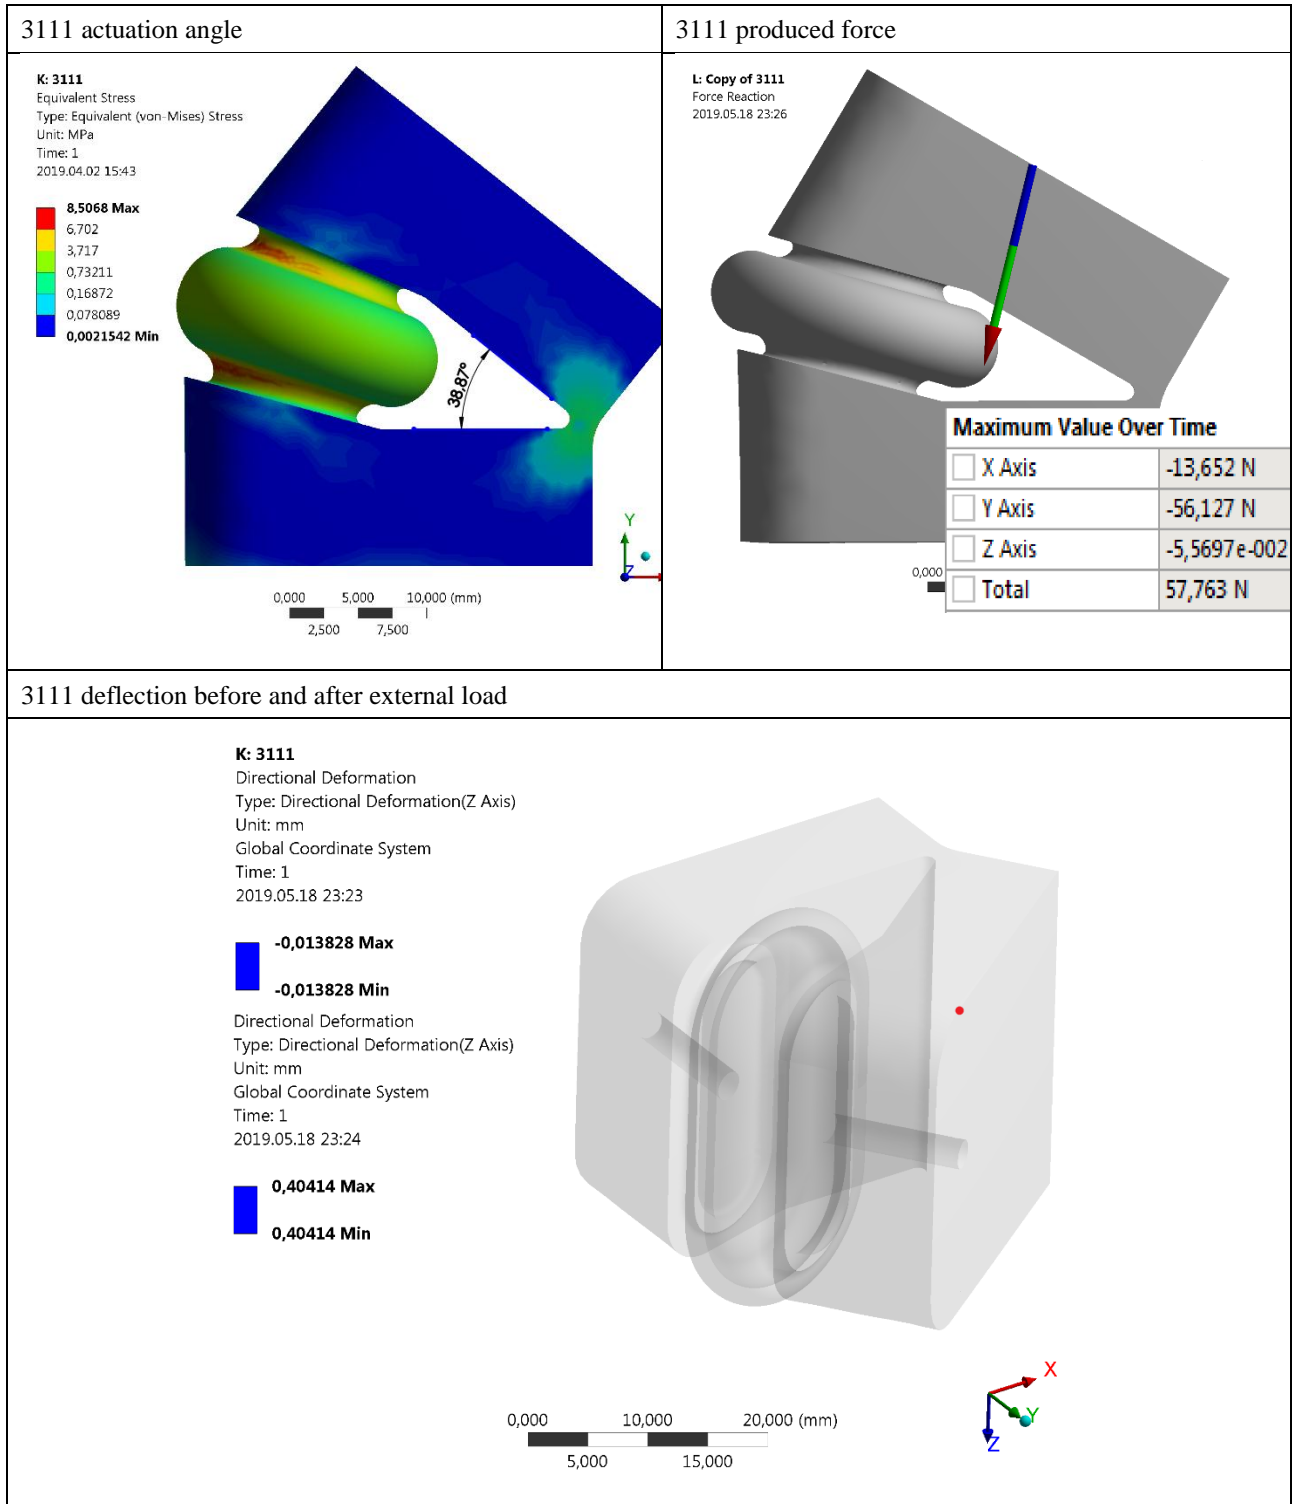 3111 actuation angle
3111 produced force
K: 3111
Equivalent Stress
Type: Equivalent (von-Mises) Stress
Unit: MPa
Time: 1
2019.04.02 15:43
8,5068 Max
6,702
3,717
0,73211
0,16872
0,078089
0,0021542 Min
38,87°
Y
Z
0,000 5,000 10,000 (mm)
2,500 7,500
L: Copy of 3111
Force Reaction
2019.05.18 23:26
0,000
Maximum Value Over Time
X Axis -13,652 N
Y Axis -56,127 N
Z Axis -5,5697e-002
Total 57,763 N
3111 deflection before and after external load
K: 3111
Directional Deformation
Type: Directional Deformation(Z Axis)
Unit: mm
Global Coordinate System
Time: 1
2019.05.18 23:23
-0,013828 Max
-0,013828 Min
Directional Deformation
Type: Directional Deformation(Z Axis)
Unit: mm
Global Coordinate System
Time: 1
2019.05.18 23:24
0,40414 Max
0,40414 Min
X
Y
Z
0,000 10,000 20,000 (mm)
5,000 15,000